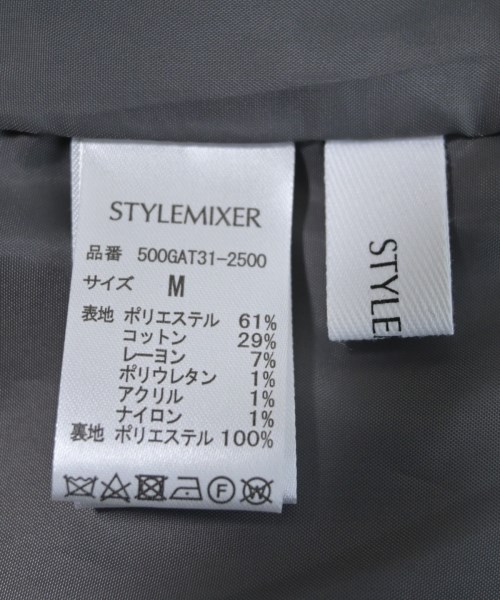 STYLEMIXER
品番 500GAT31-2500
サイズ M
表地 ポリエステル 61%
コットン 29%
レーヨン 7%
ポリウレタン 1%
アクリル 1%
ナイロン 1%
裏地 ポリエステル 100%
F W
STYLE